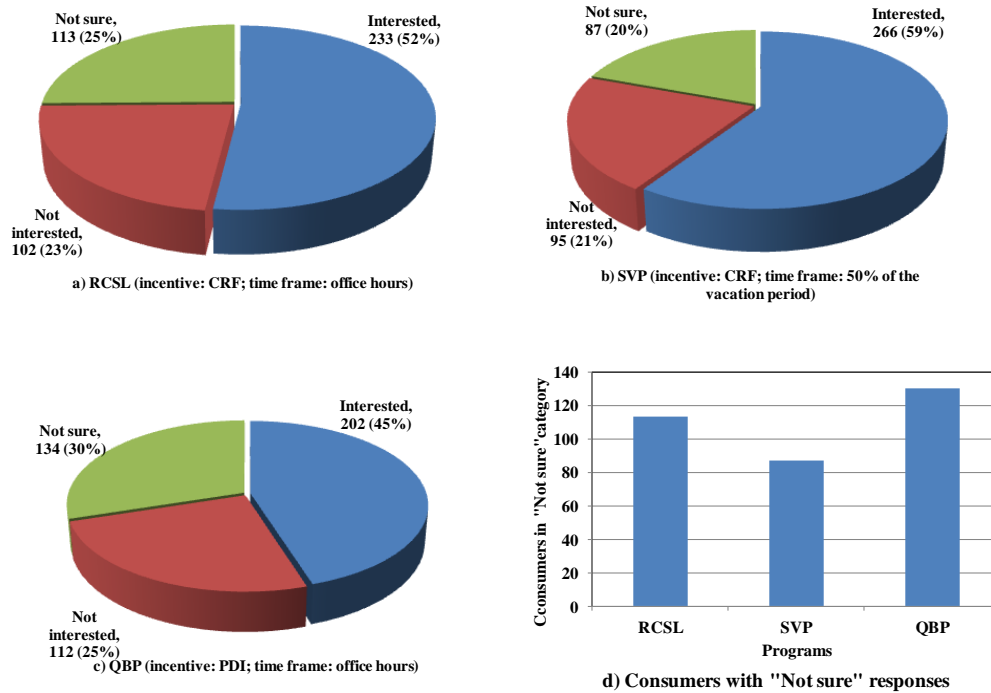 Not sure,
113 (25%)
Interested,
233 (52%)
Not
interested,
102 (23%)
a) RCSL (incentive: CRF; time frame: office hours)
Not sure,
87 (20%)
Interested,
266 (59%)
Not
interested,
95 (21%)
b) SVP (incentive: CRF; time frame: 50% of the
vacation period)
Not sure,
134 (30%)
Interested,
202 (45%)
Not
interested,
112 (25%)
c) QBP (incentive: PDI; time frame: office hours)
Cconsumers in "Not sure"category
140
120
100
80
60
40
20
0
RCSL
SVP
QBP
Programs
d) Consumers with "Not sure" responses